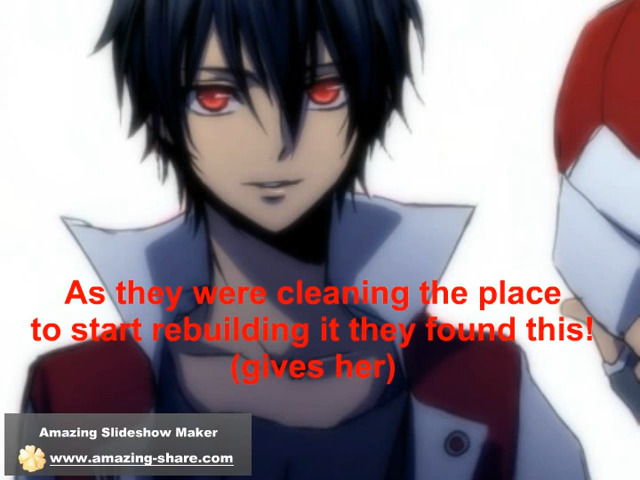 As they were cleaning the place
to start rebuilding it they found this!
(gives her)
Amazing Slideshow Maker
www.amazing-share.com